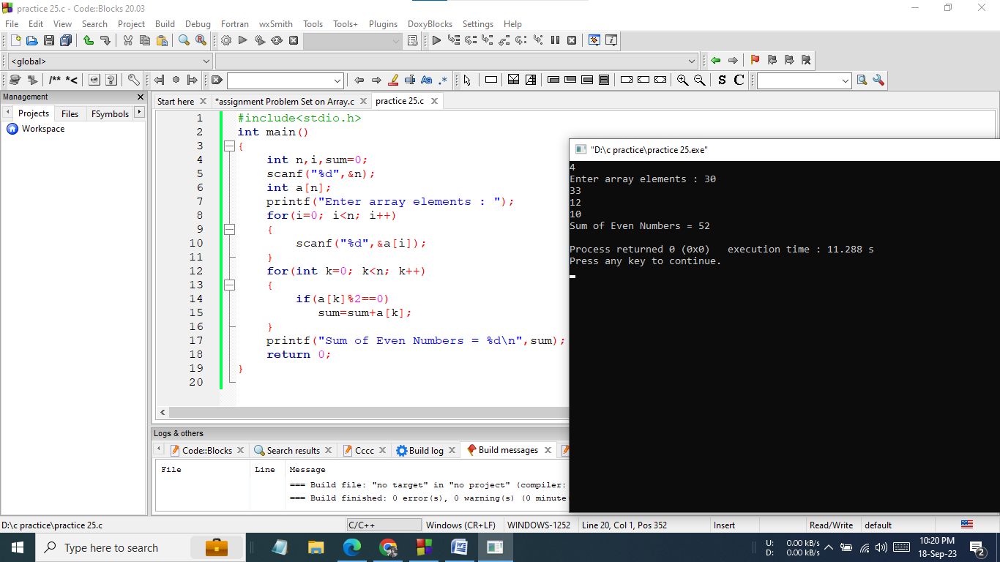 practice 25.c - Code::Blocks 20.03
File Edit View Search Project Build Debug Fortran wxSmith Tools Tools+ Plugins DoxyBlocks Settings Help
<global>
/** *<
Aa .*
S C
Management
Projects Files FSymbols
Workspace
Start here *assignment Problem Set on Array.c practice 25.c
1 #include<stdio.h>
2 int main()
3 {
4 int n,i,sum=0;
5 scanf("%d",&n);
6 int a[n];
7 printf("Enter array elements : ");
8 for(i=0; i<n; i++)
9 {
10 scanf("%d",&a[i]);
11 }
12 for(int k=0; k<n; k++)
13 {
14 if(a[k]%2==0)
15 sum=sum+a[k];
16 }
17 printf("Sum of Even Numbers = %d\n",sum);
18 return 0;
19 }
20
"D:\c practice\practice 25.exe"
4
Enter array elements : 30
33
12
10
Sum of Even Numbers = 52
Process returned 0 (0x0) execution time : 11.288 s
Press any key to continue.
Logs & others
Code::Blocks Search results Cccc Build log Build messages
File Line Message
=== Build file: "no target" in "no project" (compiler:
=== Build finished: 0 error(s), 0 warning(s) (0 minute
D:\c practice\practice 25.c C/C++ Windows (CR+LF) WINDOWS-1252 Line 20, Col 1, Pos 352 Insert Read/Write default
Type here to search
U: 0.00 kB/s
D: 0.00 kB/s
10:20 PM
18-Sep-23
2